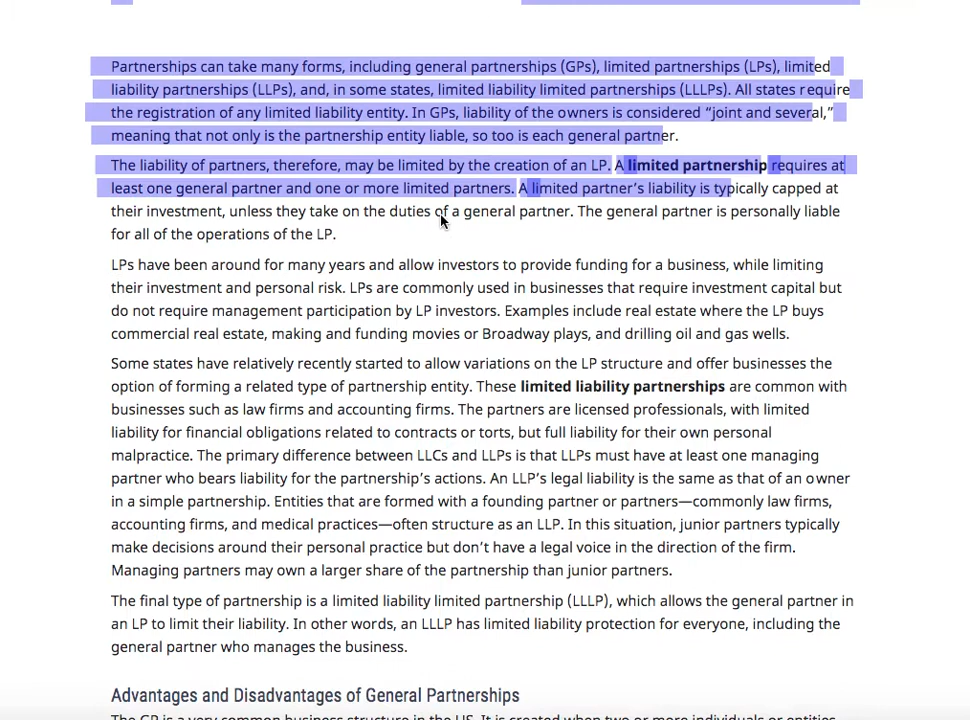 Partnerships can take many forms, including general partnerships (GPs), limited partnerships (LPs), limited
liability partnerships (LLPs), and, in some states, limited liability limited partnerships (LLLPs). All states require
the registration of any limited liability entity. In GPs, liability of the owners is considered “joint and several,”
meaning that not only is the partnership entity liable, so too is each general partner.
The liability of partners, therefore, may be limited by the creation of an LP. A limited partnership requires at
least one general partner and one or more limited partners. A limited partner’s liability is typically capped at
their investment, unless they take on the duties of a general partner. The general partner is personally liable
for all of the operations of the LP.
LPs have been around for many years and allow investors to provide funding for a business, while limiting
their investment and personal risk. LPs are commonly used in businesses that require investment capital but
do not require management participation by LP investors. Examples include real estate where the LP buys
commercial real estate, making and funding movies or Broadway plays, and drilling oil and gas wells.
Some states have relatively recently started to allow variations on the LP structure and offer businesses the
option of forming a related type of partnership entity. These limited liability partnerships are common with
businesses such as law firms and accounting firms. The partners are licensed professionals, with limited
liability for financial obligations related to contracts or torts, but full liability for their own personal
malpractice. The primary difference between LLCs and LLPs is that LLPs must have at least one managing
partner who bears liability for the partnership’s actions. An LLP’s legal liability is the same as that of an owner
in a simple partnership. Entities that are formed with a founding partner or partners—commonly law firms,
accounting firms, and medical practices—often structure as an LLP. In this situation, junior partners typically
make decisions around their personal practice but don’t have a legal voice in the direction of the firm.
Managing partners may own a larger share of the partnership than junior partners.
The final type of partnership is a limited liability limited partnership (LLLP), which allows the general partner in
an LP to limit their liability. In other words, an LLLP has limited liability protection for everyone, including the
general partner who manages the business.
Advantages and Disadvantages of General Partnerships
The GP is a very common business structure in the US. It is created when two or more individuals or entities